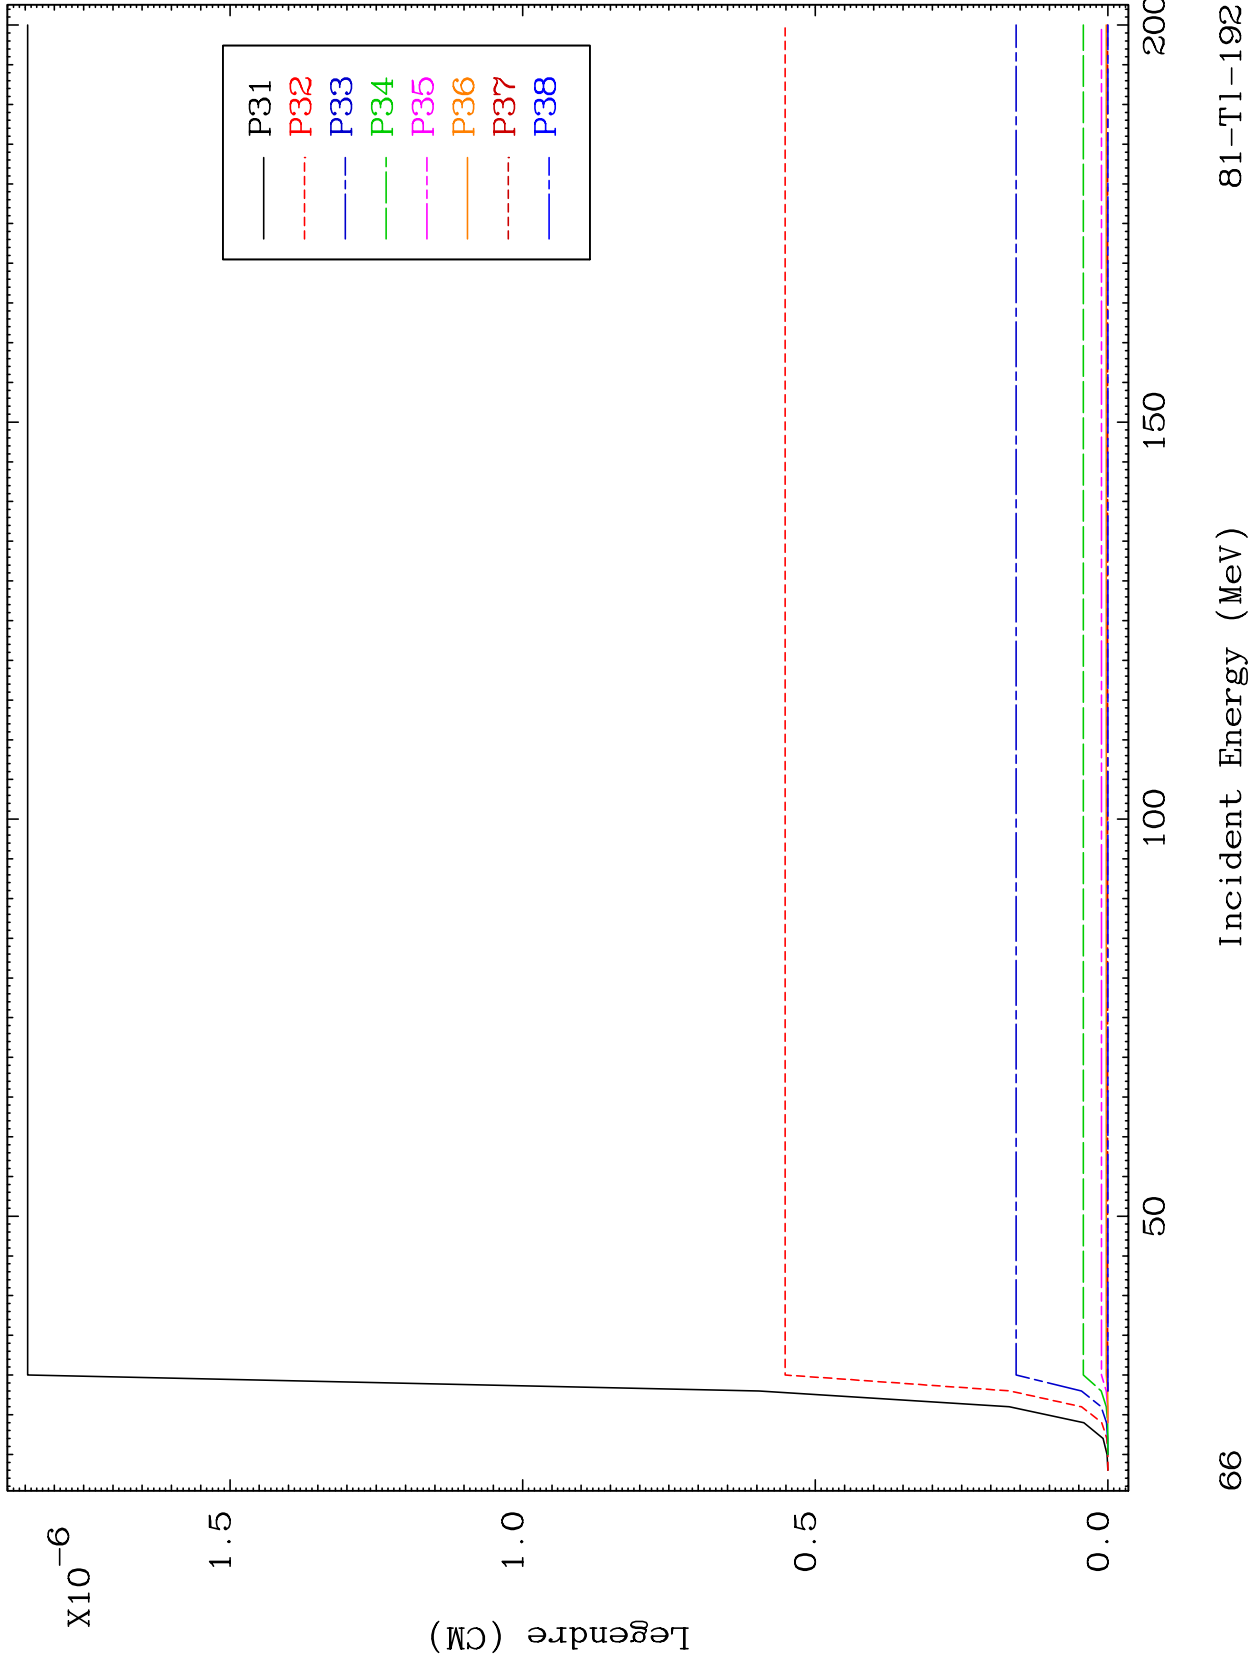 X10-6
1.5
1.0
0.5
0.0
Legendre (CM)
P31
P32
P33
P34
P35
P36
P37
P38
50
100
150
200
Incident Energy (MeV)
66
81-Tl-192